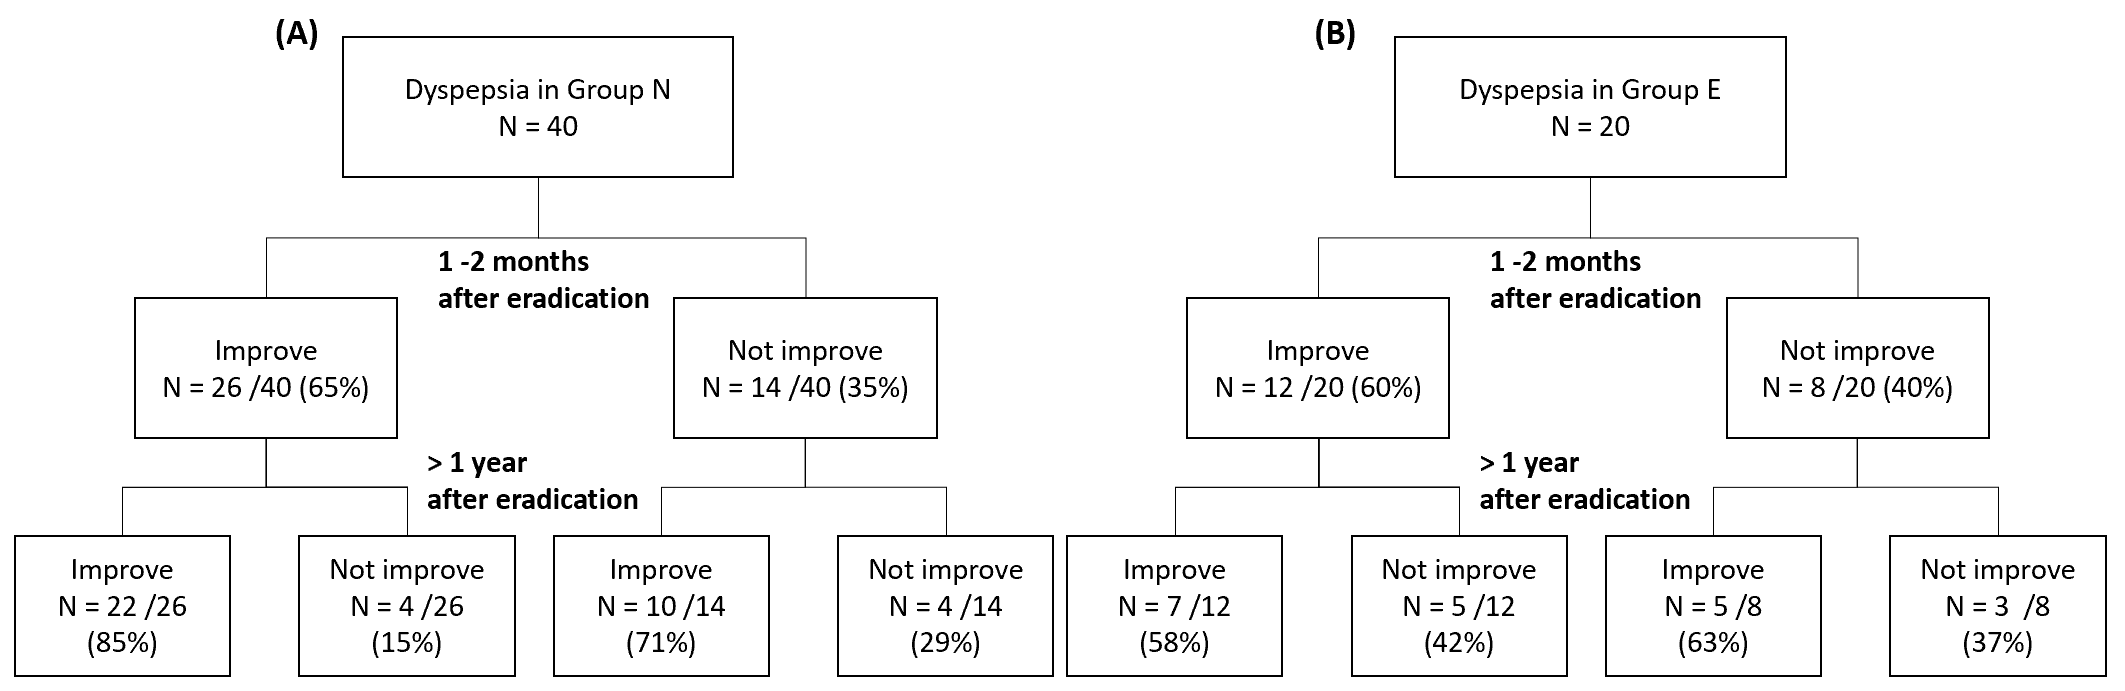 (A)
Dyspepsia in Group N
N = 40
1 -2 months
after eradication
Improve
N = 26 /40 (65%)
Not improve
N = 14 /40 (35%)
> 1 year
after eradication
Improve
N = 22 /26
(85%)
Not improve
N = 4 /26
(15%)
Improve
N = 10 /14
(71%)
Not improve
N = 4 /14
(29%)
(B)
Dyspepsia in Group E
N = 20
1 -2 months
after eradication
Improve
N = 12 /20 (60%)
Not improve
N = 8 /20 (40%)
> 1 year
after eradication
Improve
N = 7 /12
(58%)
Not improve
N = 5 /12
(42%)
Improve
N = 5 /8
(63%)
Not improve
N = 3  /8
(37%)